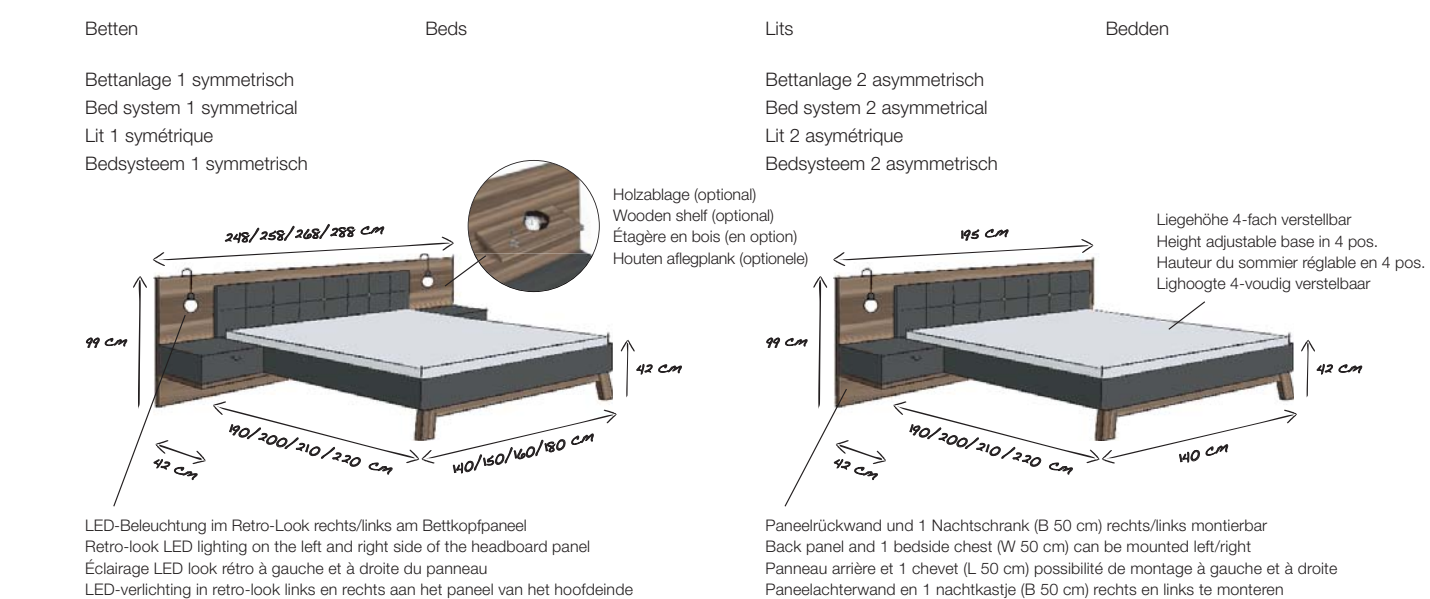 Betten
Beds
Lits
Bedden
Bettanlage 1 symmetrisch
Bed system 1 symmetrical
Lit 1 symétrique
Bedsysteem 1 symmetrisch
Holzablage (optional)
Wooden shelf (optional)
Étagère en bois (en option)
Houten aflegplank (optionele)
248/258/268/288 cm
99 cm
42 cm
190/200/210/220 cm
140/150/160/180 cm
42 cm
LED-Beleuchtung im Retro-Look rechts/links am Bettkopfpaneel
Retro-look LED lighting on the left and right side of the headboard panel
Éclairage LED look rétro à gauche et à droite du panneau
LED-verlichting in retro-look links en rechts aan het paneel van het hoofdeinde
Bettanlage 2 asymmetrisch
Bed system 2 asymmetrical
Lit 2 asymétrique
Bedsysteem 2 asymmetrisch
Liegehöhe 4-fach verstellbar
Height adjustable base in 4 pos.
Hauteur du sommier réglable en 4 pos.
Lighoogte 4-voudig verstelbaar
195 cm
99 cm
42 cm
190/200/210/220 cm
140 cm
42 cm
Paneelrückwand und 1 Nachtschrank (B 50 cm) rechts/links montierbar
Back panel and 1 bedside chest (W 50 cm) can be mounted left/right
Panneau arrière et 1 chevet (L 50 cm) possibilité de montage à gauche et à droite
Paneelachterwand en 1 nachtkastje (B 50 cm) rechts en links te monteren